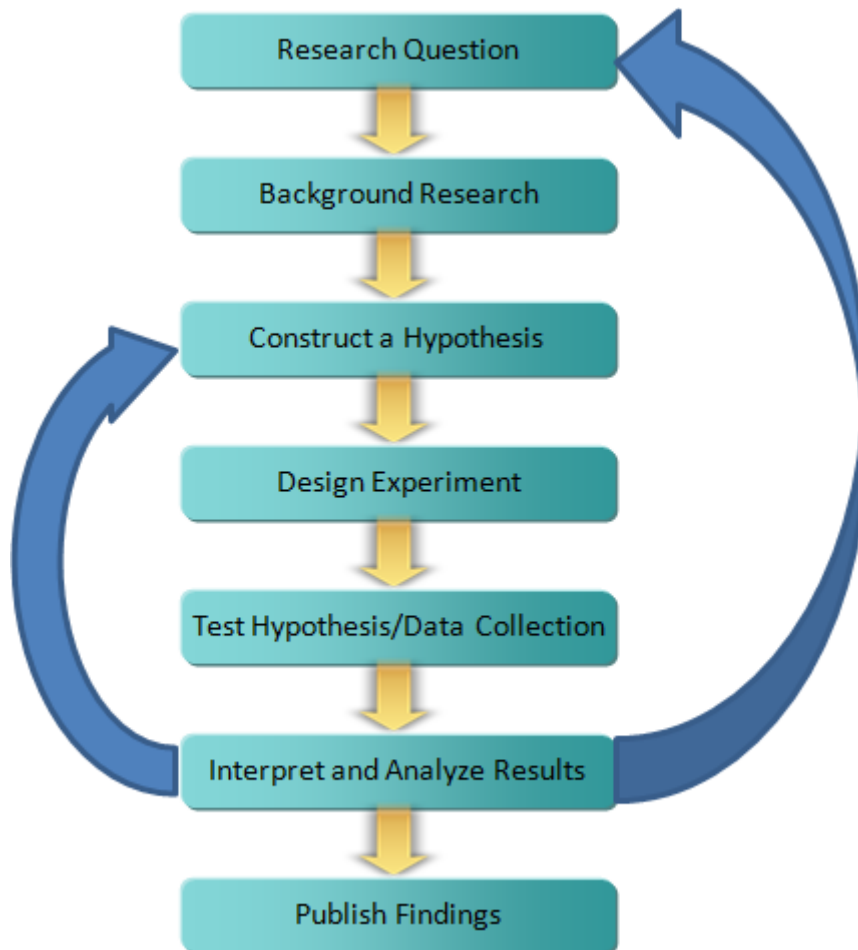 Research Question
Background Research
Construct a Hypothesis
Design Experiment
Test Hypothesis/Data Collection
Interpret and Analyze Results
Publish Findings